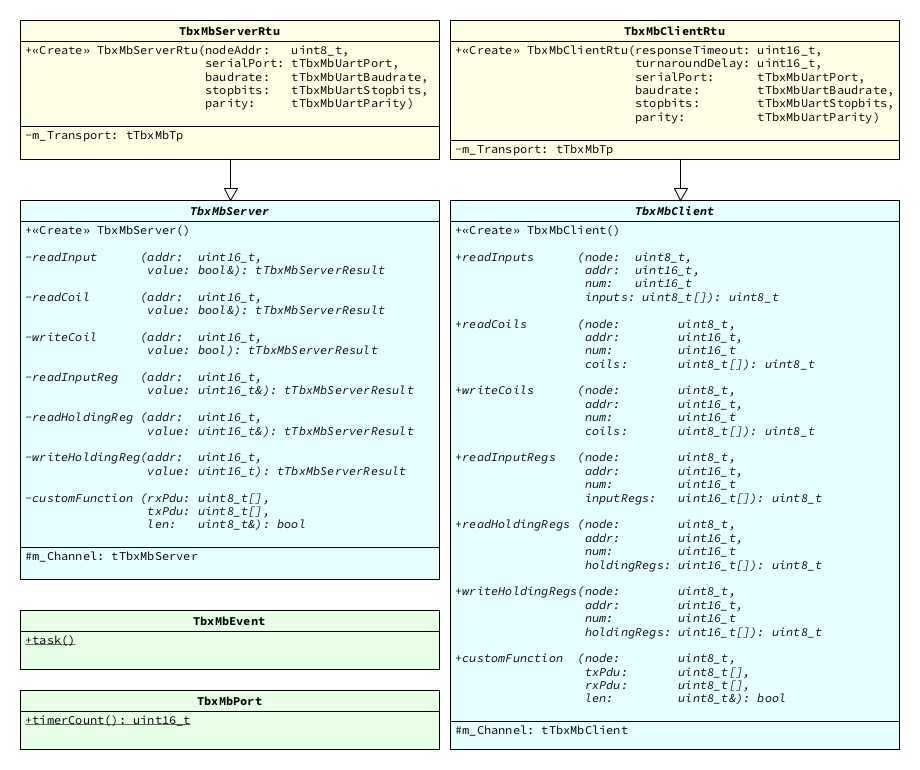 TbxMbServerRtu
+«Create» TbxMbServerRtu(nodeAddr:   uint8_t,
                         serialPort: tTbxMbUartPort,
                         baudrate:   tTbxMbUartBaudrate,
                         stopbits:   tTbxMbUartStopbits,
                         parity:     tTbxMbUartParity)
-m_Transport: tTbxMbTp
TbxMbClientRtu
+«Create» TbxMbClientRtu(responseTimeout: uint16_t,
                         turnaroundDelay: uint16_t,
                         serialPort:      tTbxMbUartPort,
                         baudrate:        tTbxMbUartBaudrate,
                         stopbits:        tTbxMbUartStopbits,
                         parity:          tTbxMbUartParity)
-m_Transport: tTbxMbTp
TbxMbServer
+«Create» TbxMbServer()
-readInput      (addr:  uint16_t,
                 value: bool&): tTbxMbServerResult
-readCoil       (addr:  uint16_t,
                 value: bool&): tTbxMbServerResult
-writeCoil      (addr:  uint16_t,
                 value: bool): tTbxMbServerResult
-readInputReg   (addr:  uint16_t,
                 value: uint16_t&): tTbxMbServerResult
-readHoldingReg (addr:  uint16_t,
                 value: uint16_t&): tTbxMbServerResult
-writeHoldingReg(addr:  uint16_t,
                 value: uint16_t): tTbxMbServerResult
-customFunction (rxPdu: uint8_t[],
                 txPdu: uint8_t[],
                 len:   uint8_t&): bool
#m_Channel: tTbxMbServer
TbxMbEvent
+task()
TbxMbPort
+timerCount(): uint16_t
TbxMbClient
+«Create» TbxMbClient()
+readInputs      (node:  uint8_t,
                  addr:  uint16_t,
                  num:   uint16_t
                  inputs: uint8_t[]): uint8_t
+readCoils       (node:        uint8_t,
                  addr:        uint16_t,
                  num:         uint16_t
                  coils:       uint8_t[]): uint8_t
+writeCoils      (node:        uint8_t,
                  addr:        uint16_t,
                  num:         uint16_t
                  coils:       uint8_t[]): uint8_t
+readInputRegs   (node:        uint8_t,
                  addr:        uint16_t,
                  num:         uint16_t
                  inputRegs:   uint16_t[]): uint8_t
+readHoldingRegs (node:        uint8_t,
                  addr:        uint16_t,
                  num:         uint16_t
                  holdingRegs: uint16_t[]): uint8_t
+writeHoldingRegs(node:        uint8_t,
                  addr:        uint16_t,
                  num:         uint16_t
                  holdingRegs: uint16_t[]): uint8_t
+customFunction  (node:        uint8_t,
                  txPdu:       uint8_t[],
                  rxPdu:       uint8_t[],
                  len:         uint8_t&): bool
#m_Channel: tTbxMbClient